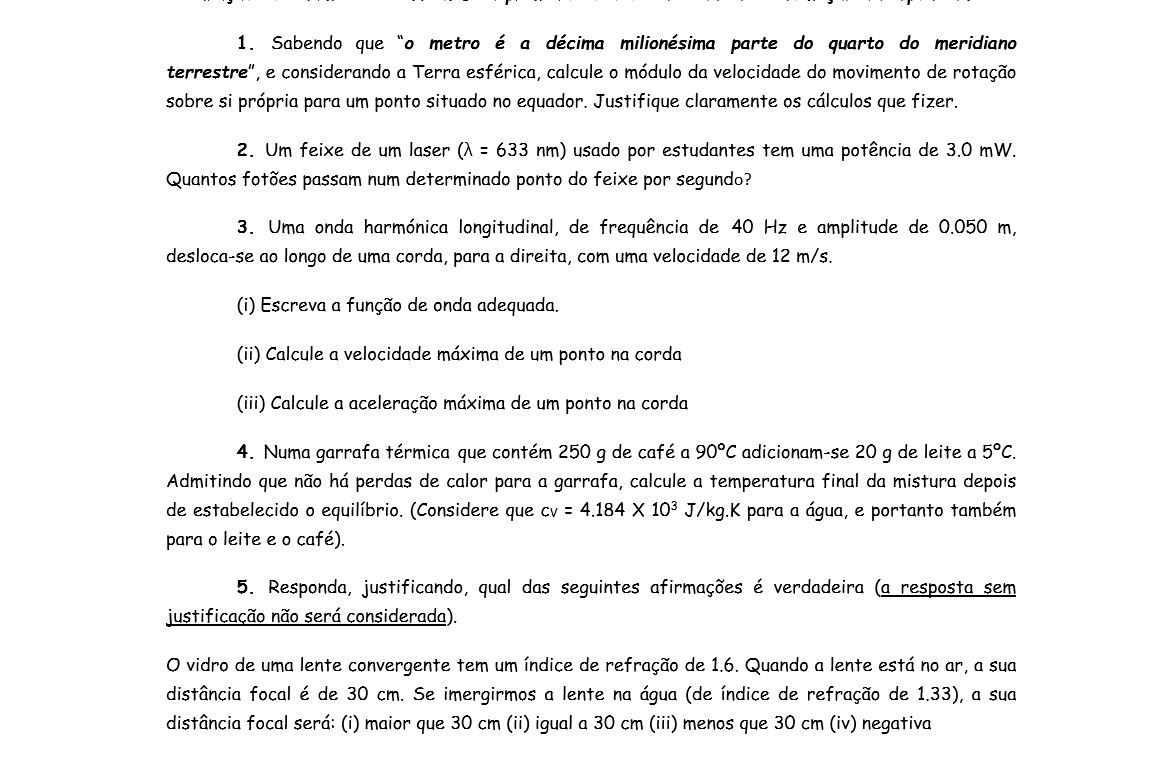 1. Sabendo que "o metro é a décima milionésima parte do quarto do meridiano
terrestre", e considerando a Terra esférica, calcule o módulo da velocidade do movimento de rotação
sobre si própria para um ponto situado no equador. Justifique claramente os cálculos que fizer.
2. Um feixe de um laser (λ = 633 nm) usado por estudantes tem uma potência de 3.0 mW.
Quantos fotões passam num determinado ponto do feixe por segundo?
3. Uma onda harmónica longitudinal, de frequência de 40 Hz e amplitude de 0.050 m,
desloca-se ao longo de uma corda, para a direita, com uma velocidade de 12 m/s.
(i) Escreva a função de onda adequada.
(ii) Calcule a velocidade máxima de um ponto na corda
(iii) Calcule a aceleração máxima de um ponto na corda
4. Numa garrafa térmica que contém 250 g de café a 90ºC adicionam-se 20 g de leite a 5ºC.
Admitindo que não há perdas de calor para a garrafa, calcule a temperatura final da mistura depois
de estabelecido o equilíbrio. (Considere que cv = 4.184 X 10³ J/kg.K para a água, e portanto também
para o leite e o café).
5. Responda, justificando, qual das seguintes afirmações é verdadeira (a resposta sem
justificação não será considerada).
O vidro de uma lente convergente tem um índice de refração de 1.6. Quando a lente está no ar, a sua
distância focal é de 30 cm. Se imergirmos a lente na água (de índice de refração de 1.33), a sua
distância focal será: (i) maior que 30 cm (ii) igual a 30 cm (iii) menos que 30 cm (iv) negativa